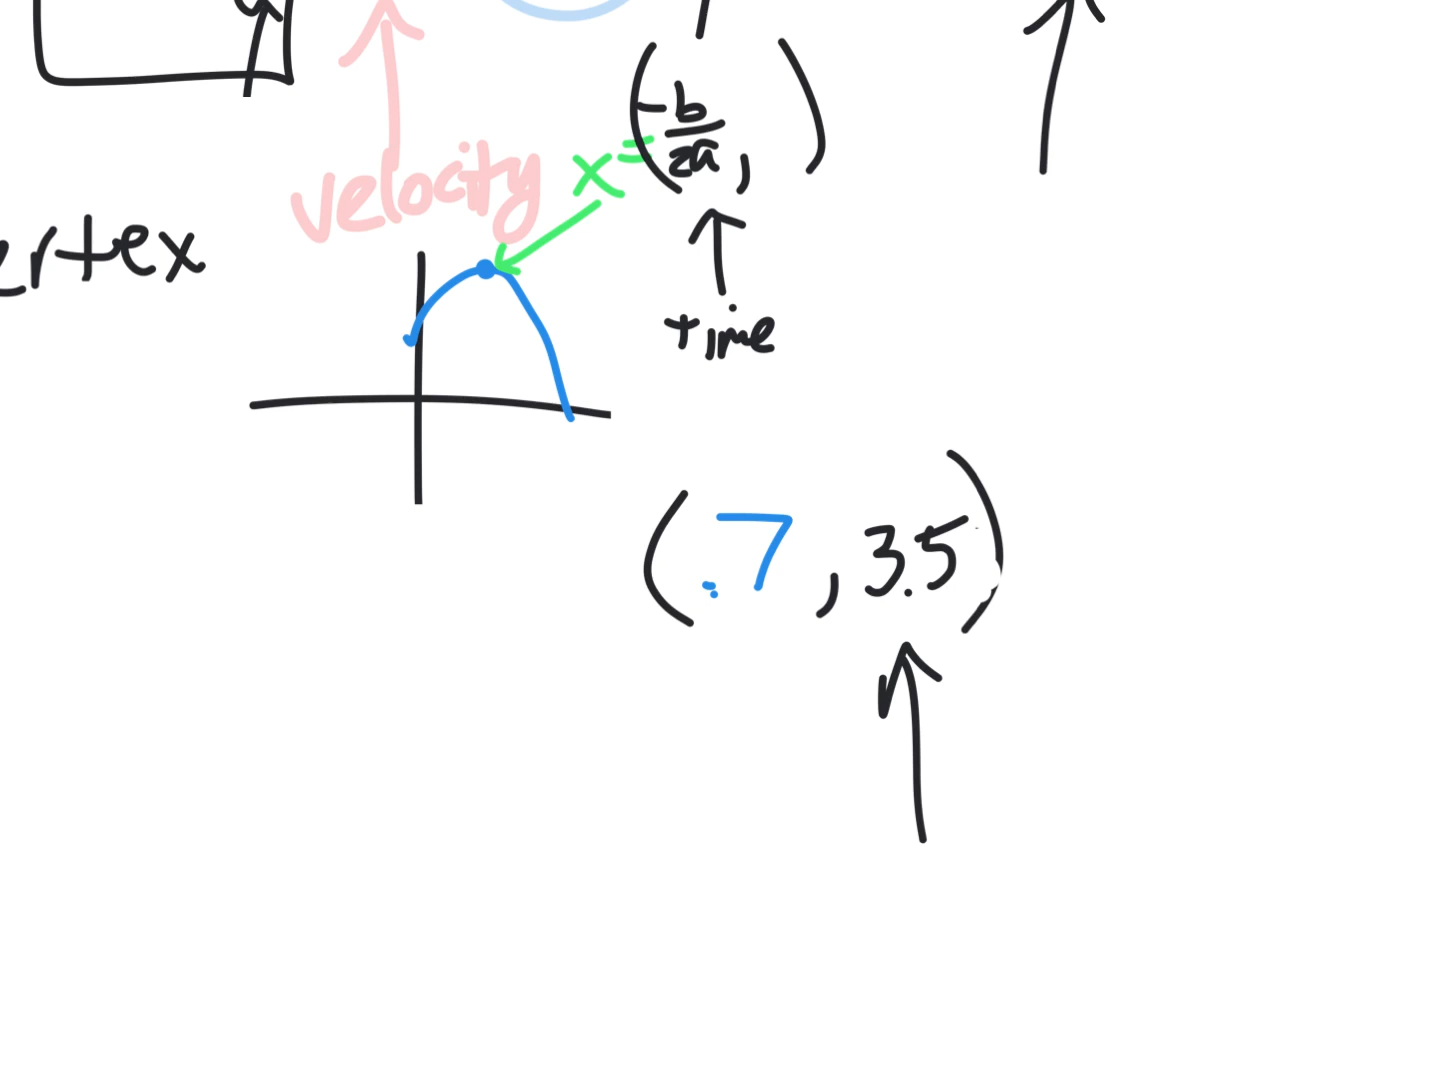 (-b/2a, )
velocity
x=
ertex
time
(.7, 3.5)